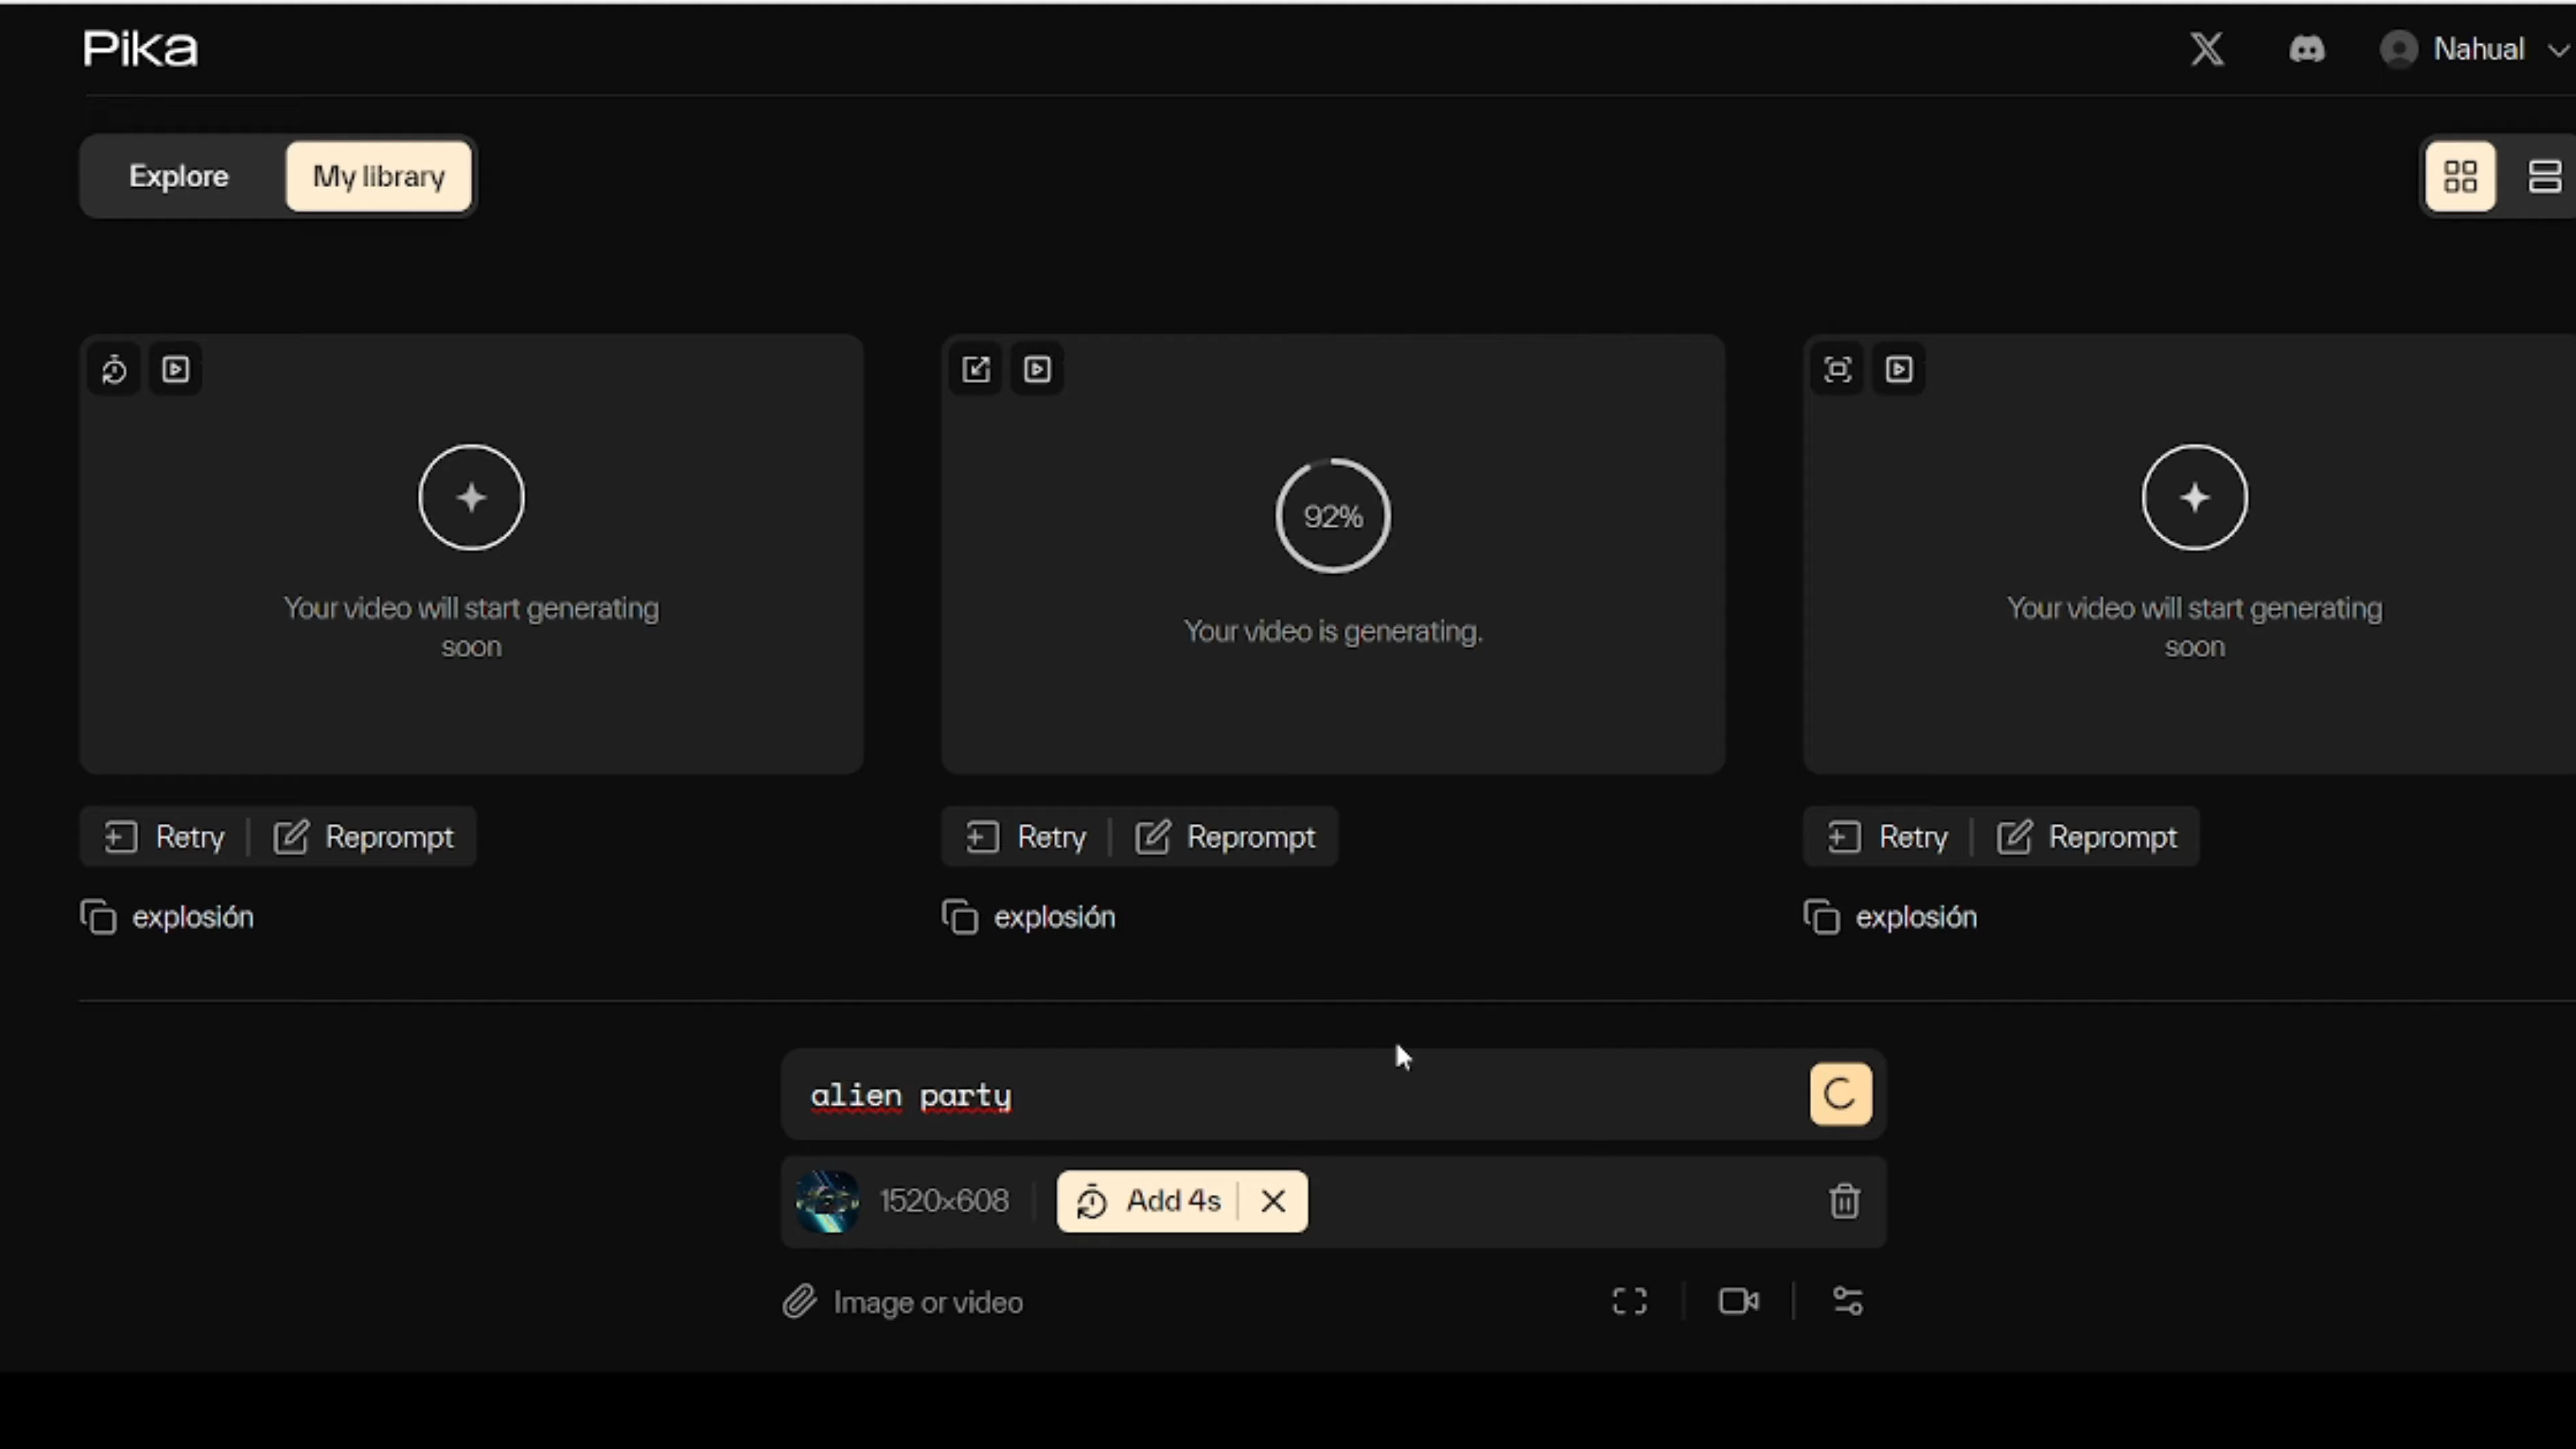 Pika
Nahual
Explore
My library
Your video will start generating
soon
92%
Your video is generating.
Your video will start generating
soon
Retry
Reprompt
Retry
Reprompt
Retry
Reprompt
explosión
explosión
explosión
alien party
1520×608
Add 4s
Image or video